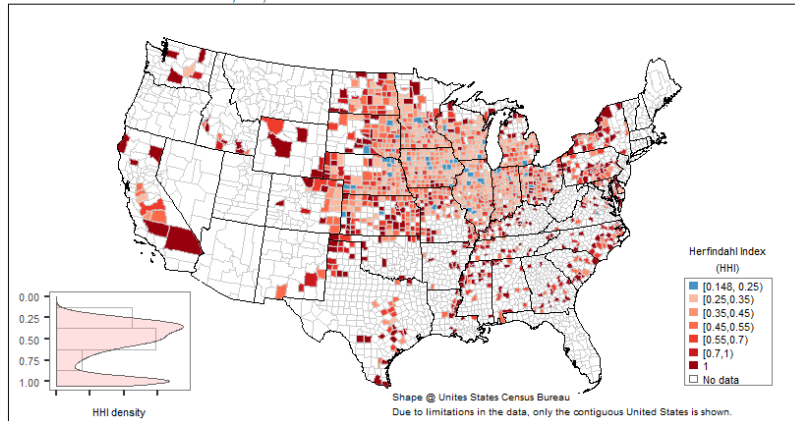 Herfindahl Index
(HHI)
[0.148, 0.25)
[0.25,0.35)
[0.35,0.45)
[0.45,0.55)
[0.55,0.7)
[0.7,1)
1
No data
0.00
0.25
0.50
0.75
1.00
HHI density
Shape @ Unites States Census Bureau
Due to limitations in the data, only the contiguous United States is shown.